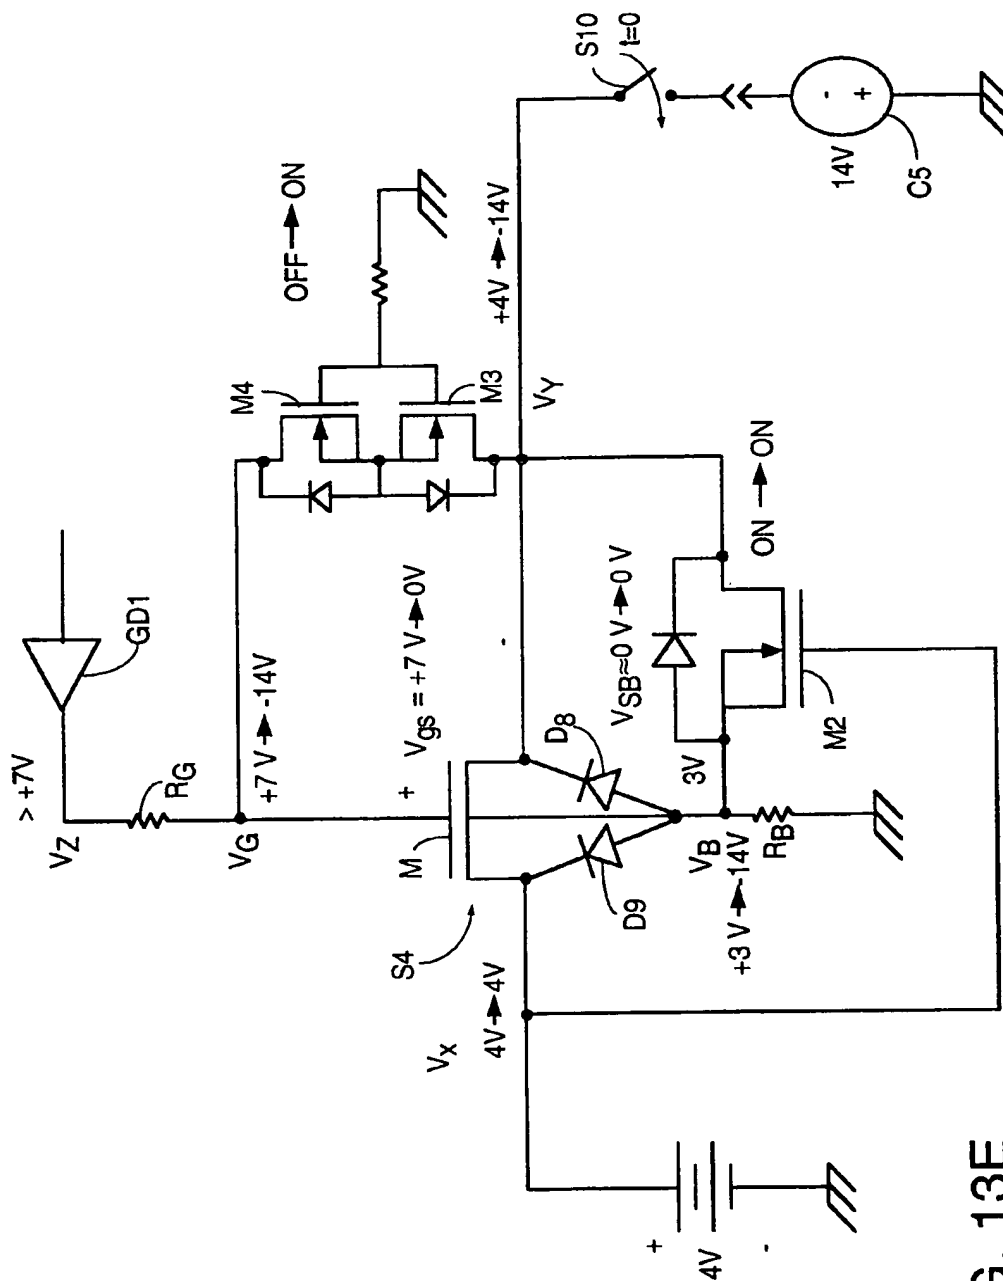 > +7V
VZ
GD1
RG
VG
+7 V→-14V
OFF→ON
M4
M3
S10
t=0
+4V→-14V
VY
M
+
Vgs = +7 V→0V
-
S4
D8
D9
VSB≈0 V→0 V
ON→ON
3V
M2
VB
+3 V→-14V
RB
VX
4V→4V
+
4V
-
14V
-
+
C5
13E